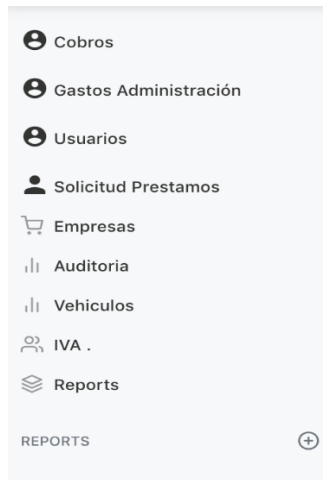 Cobros
Gastos Administración
Usuarios
Solicitud Prestamos
Empresas
Auditoria
Vehiculos
IVA .
Reports
REPORTS